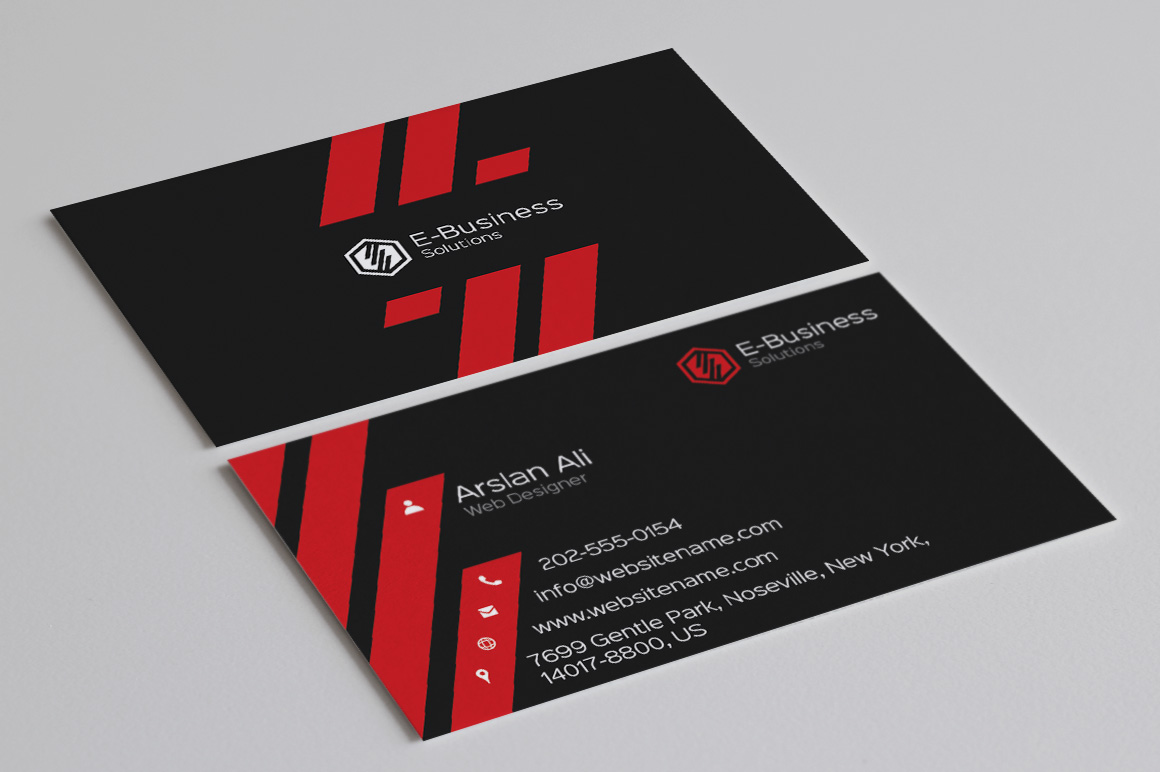 E-Business
Solutions
E-Business
Solutions
Arslan Ali
Web Designer
202-555-0154
info@websitename.com
www.websitename.com
7699 Gentle Park, Noseville, New York,
14017-8800, US